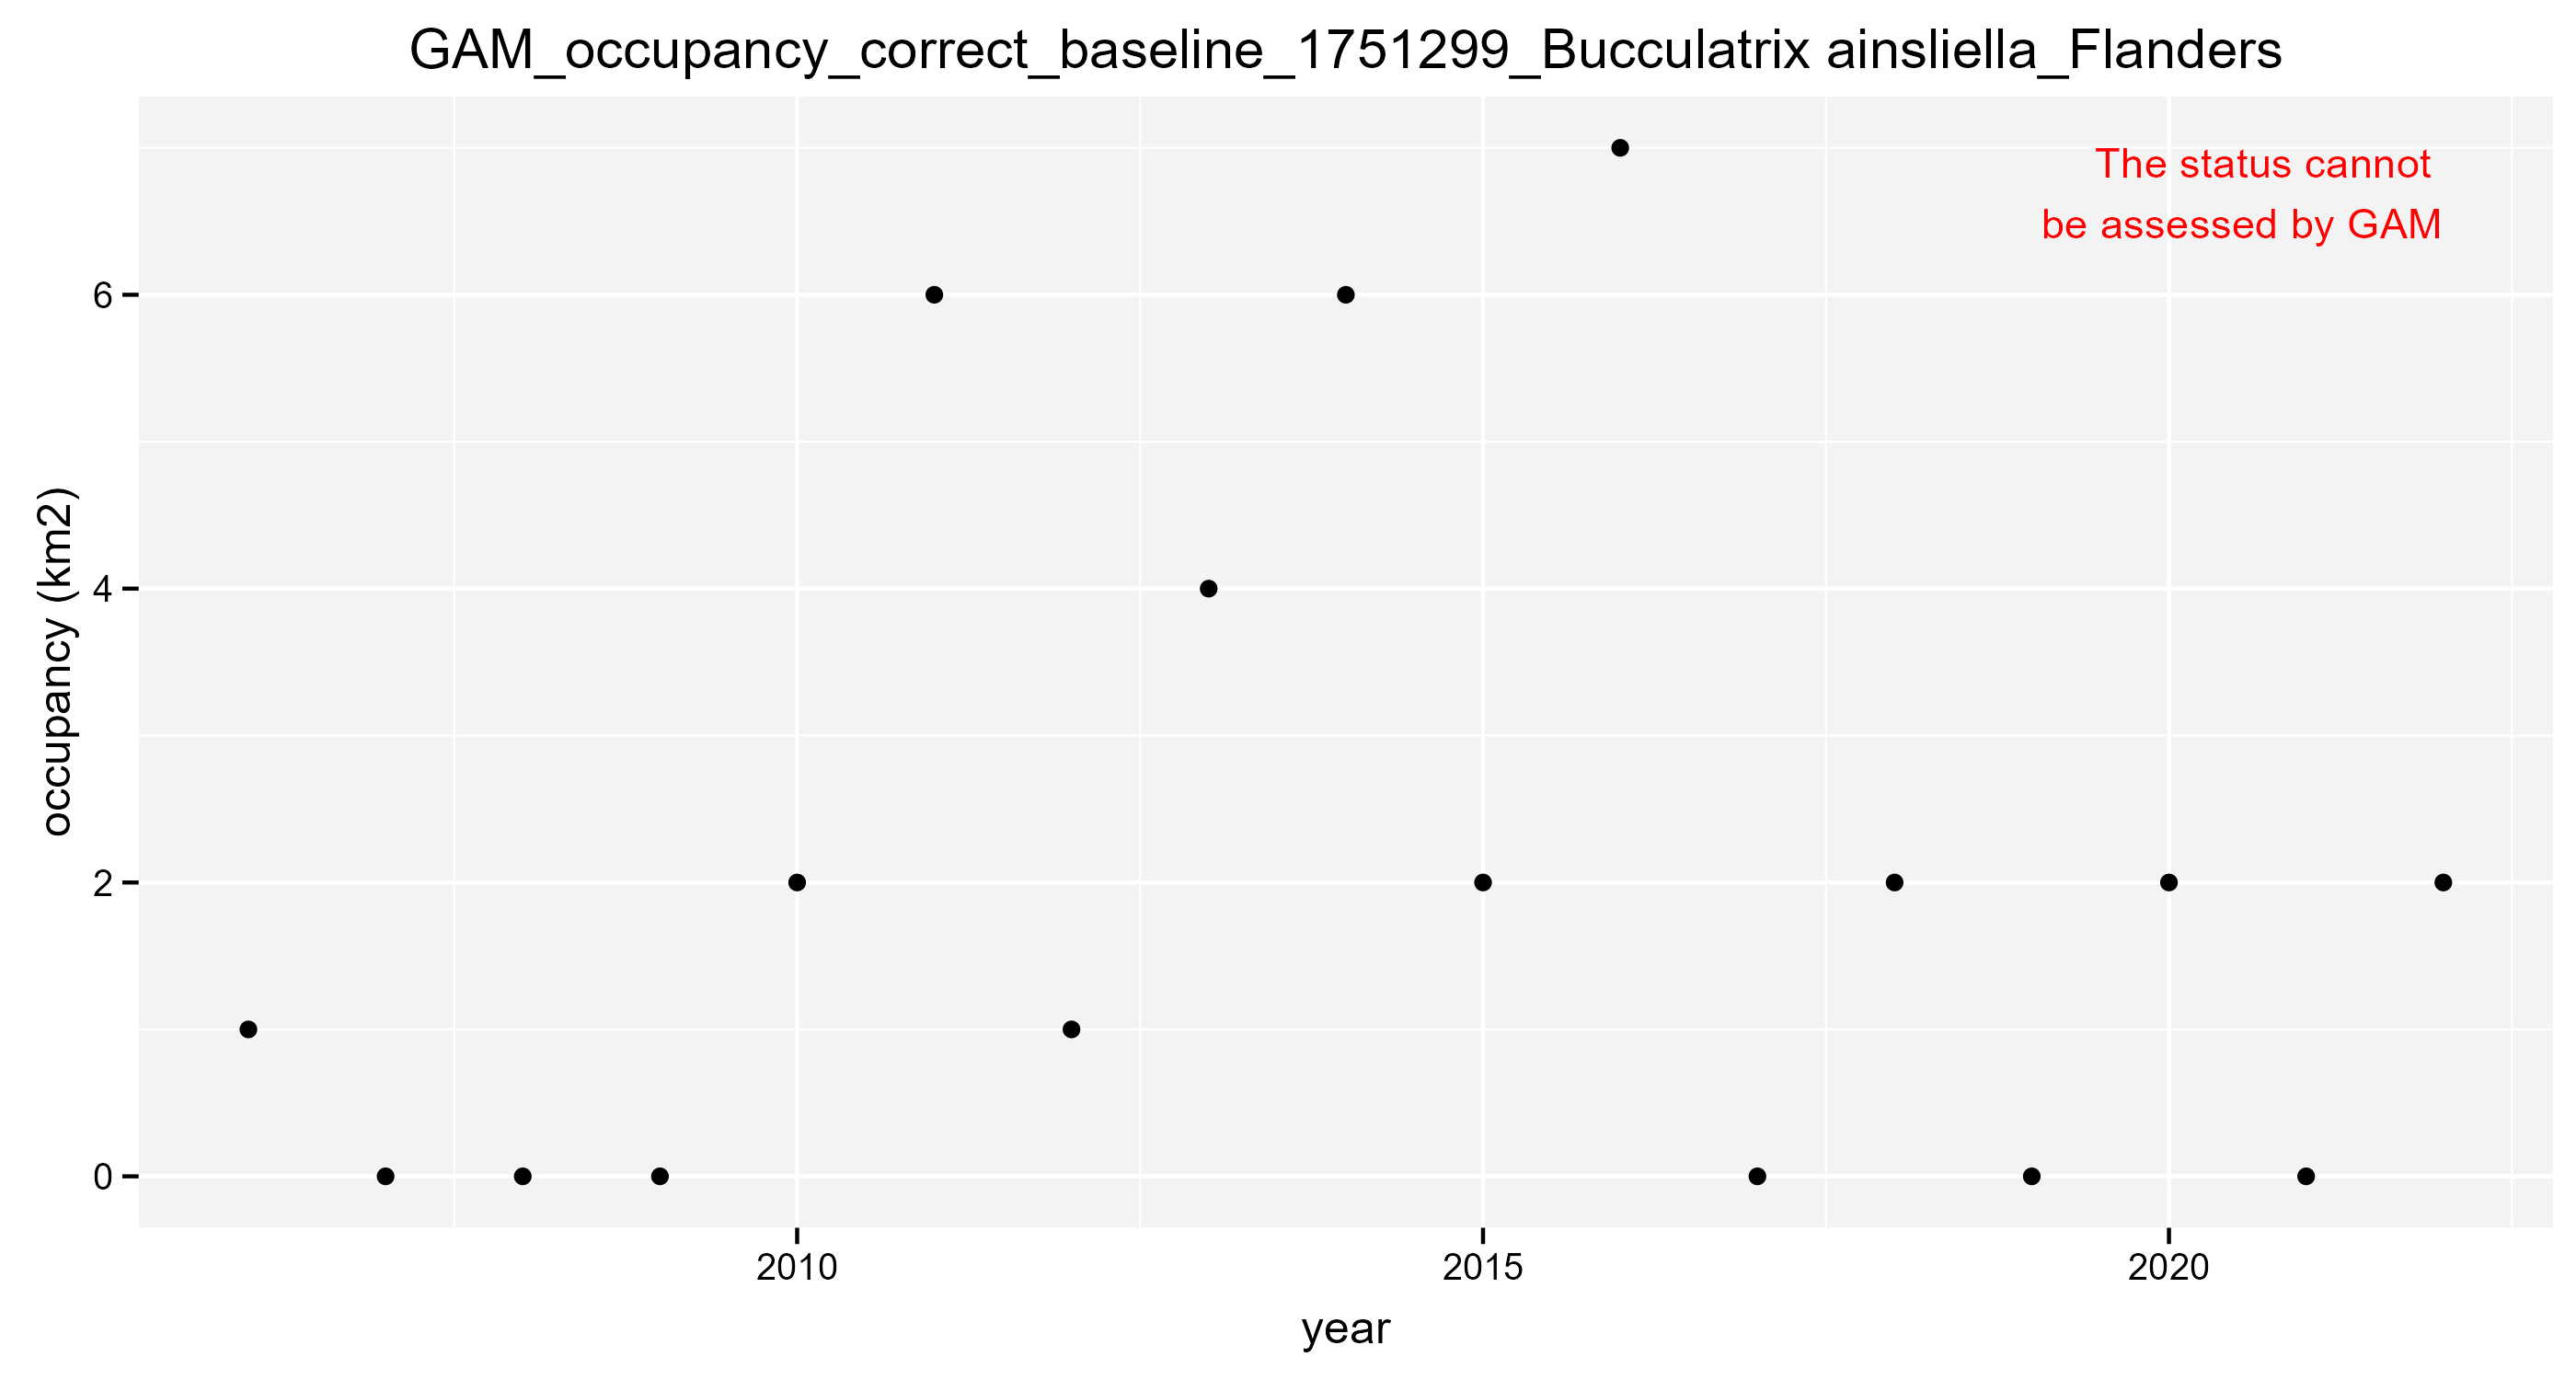 GAM_occupancy_correct_baseline_1751299_Bucculatrix ainsliella_Flanders
The status cannot
be assessed by GAM
occupancy (km2)
6
4
2
0
2010
2015
2020
year